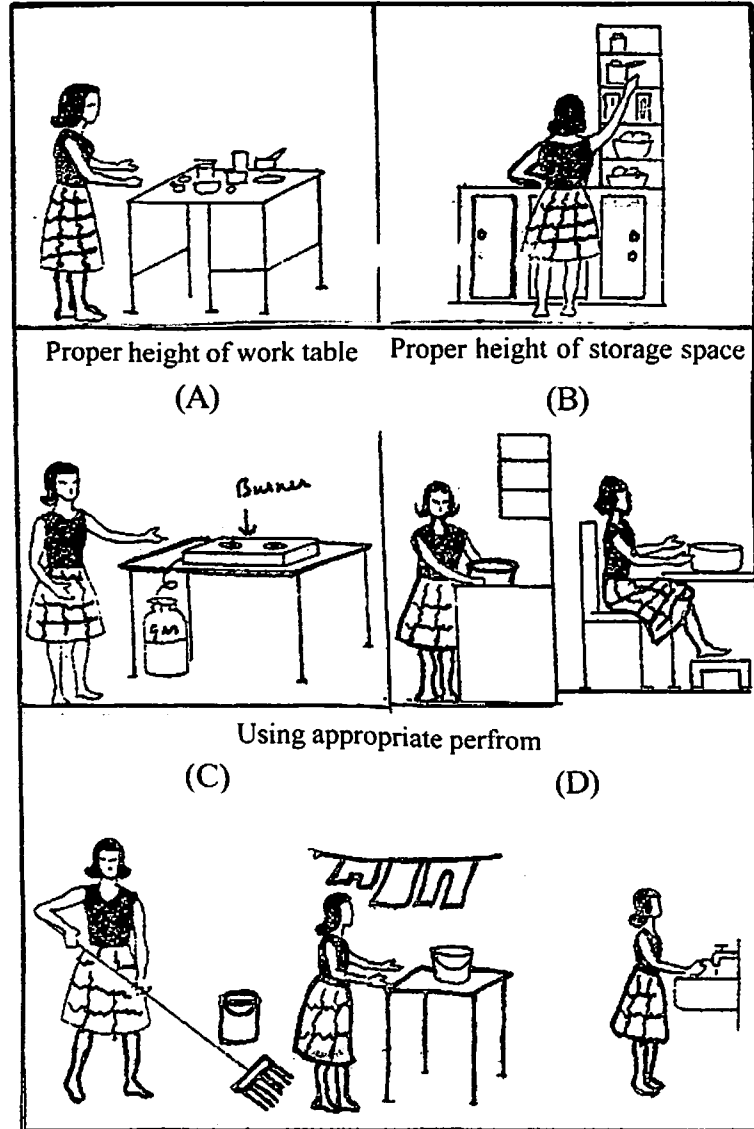 Proper height of work table
Proper height of storage space
(A)
(B)
Burner
Gas
Using appropriate perfrom
(C)
(D)